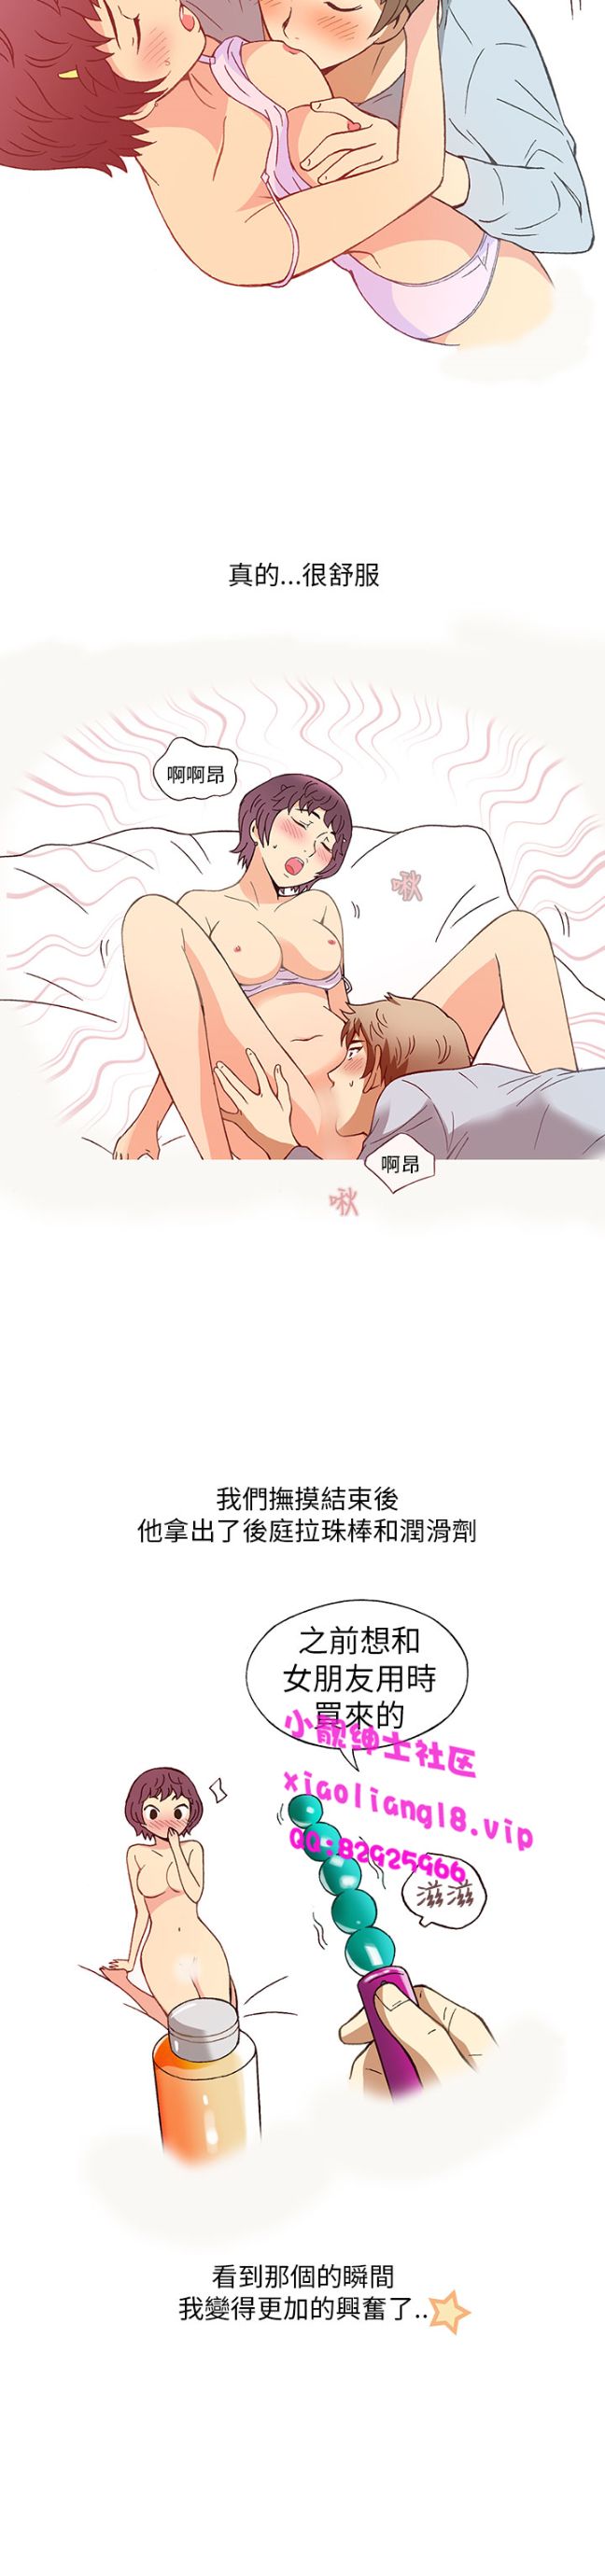 真的...很舒服
啊啊昂
啾
啊昂
啾
我們撫摸結束後
他拿出了後庭拉珠棒和潤滑劑
之前想和
女朋友用時
買來的
小靓绅士社区
xiaoliang18.vip
QQ:82925966
滋滋
看到那個的瞬間
我變得更加的興奮了..